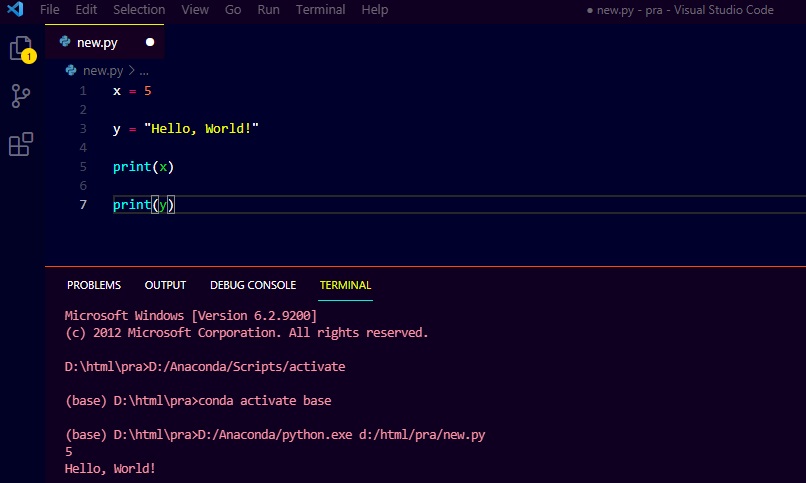 File Edit Selection View Go Run Terminal Help ● new.py - pra - Visual Studio Code
new.py ●
1
new.py > ...
1 x = 5
2
3 y = "Hello, World!"
4
5 print(x)
6
7 print(y)
PROBLEMS OUTPUT DEBUG CONSOLE TERMINAL
Microsoft Windows [Version 6.2.9200]
(c) 2012 Microsoft Corporation. All rights reserved.
D:\html\pra>D:/Anaconda/Scripts/activate
(base) D:\html\pra>conda activate base
(base) D:\html\pra>D:/Anaconda/python.exe d:/html/pra/new.py
5
Hello, World!